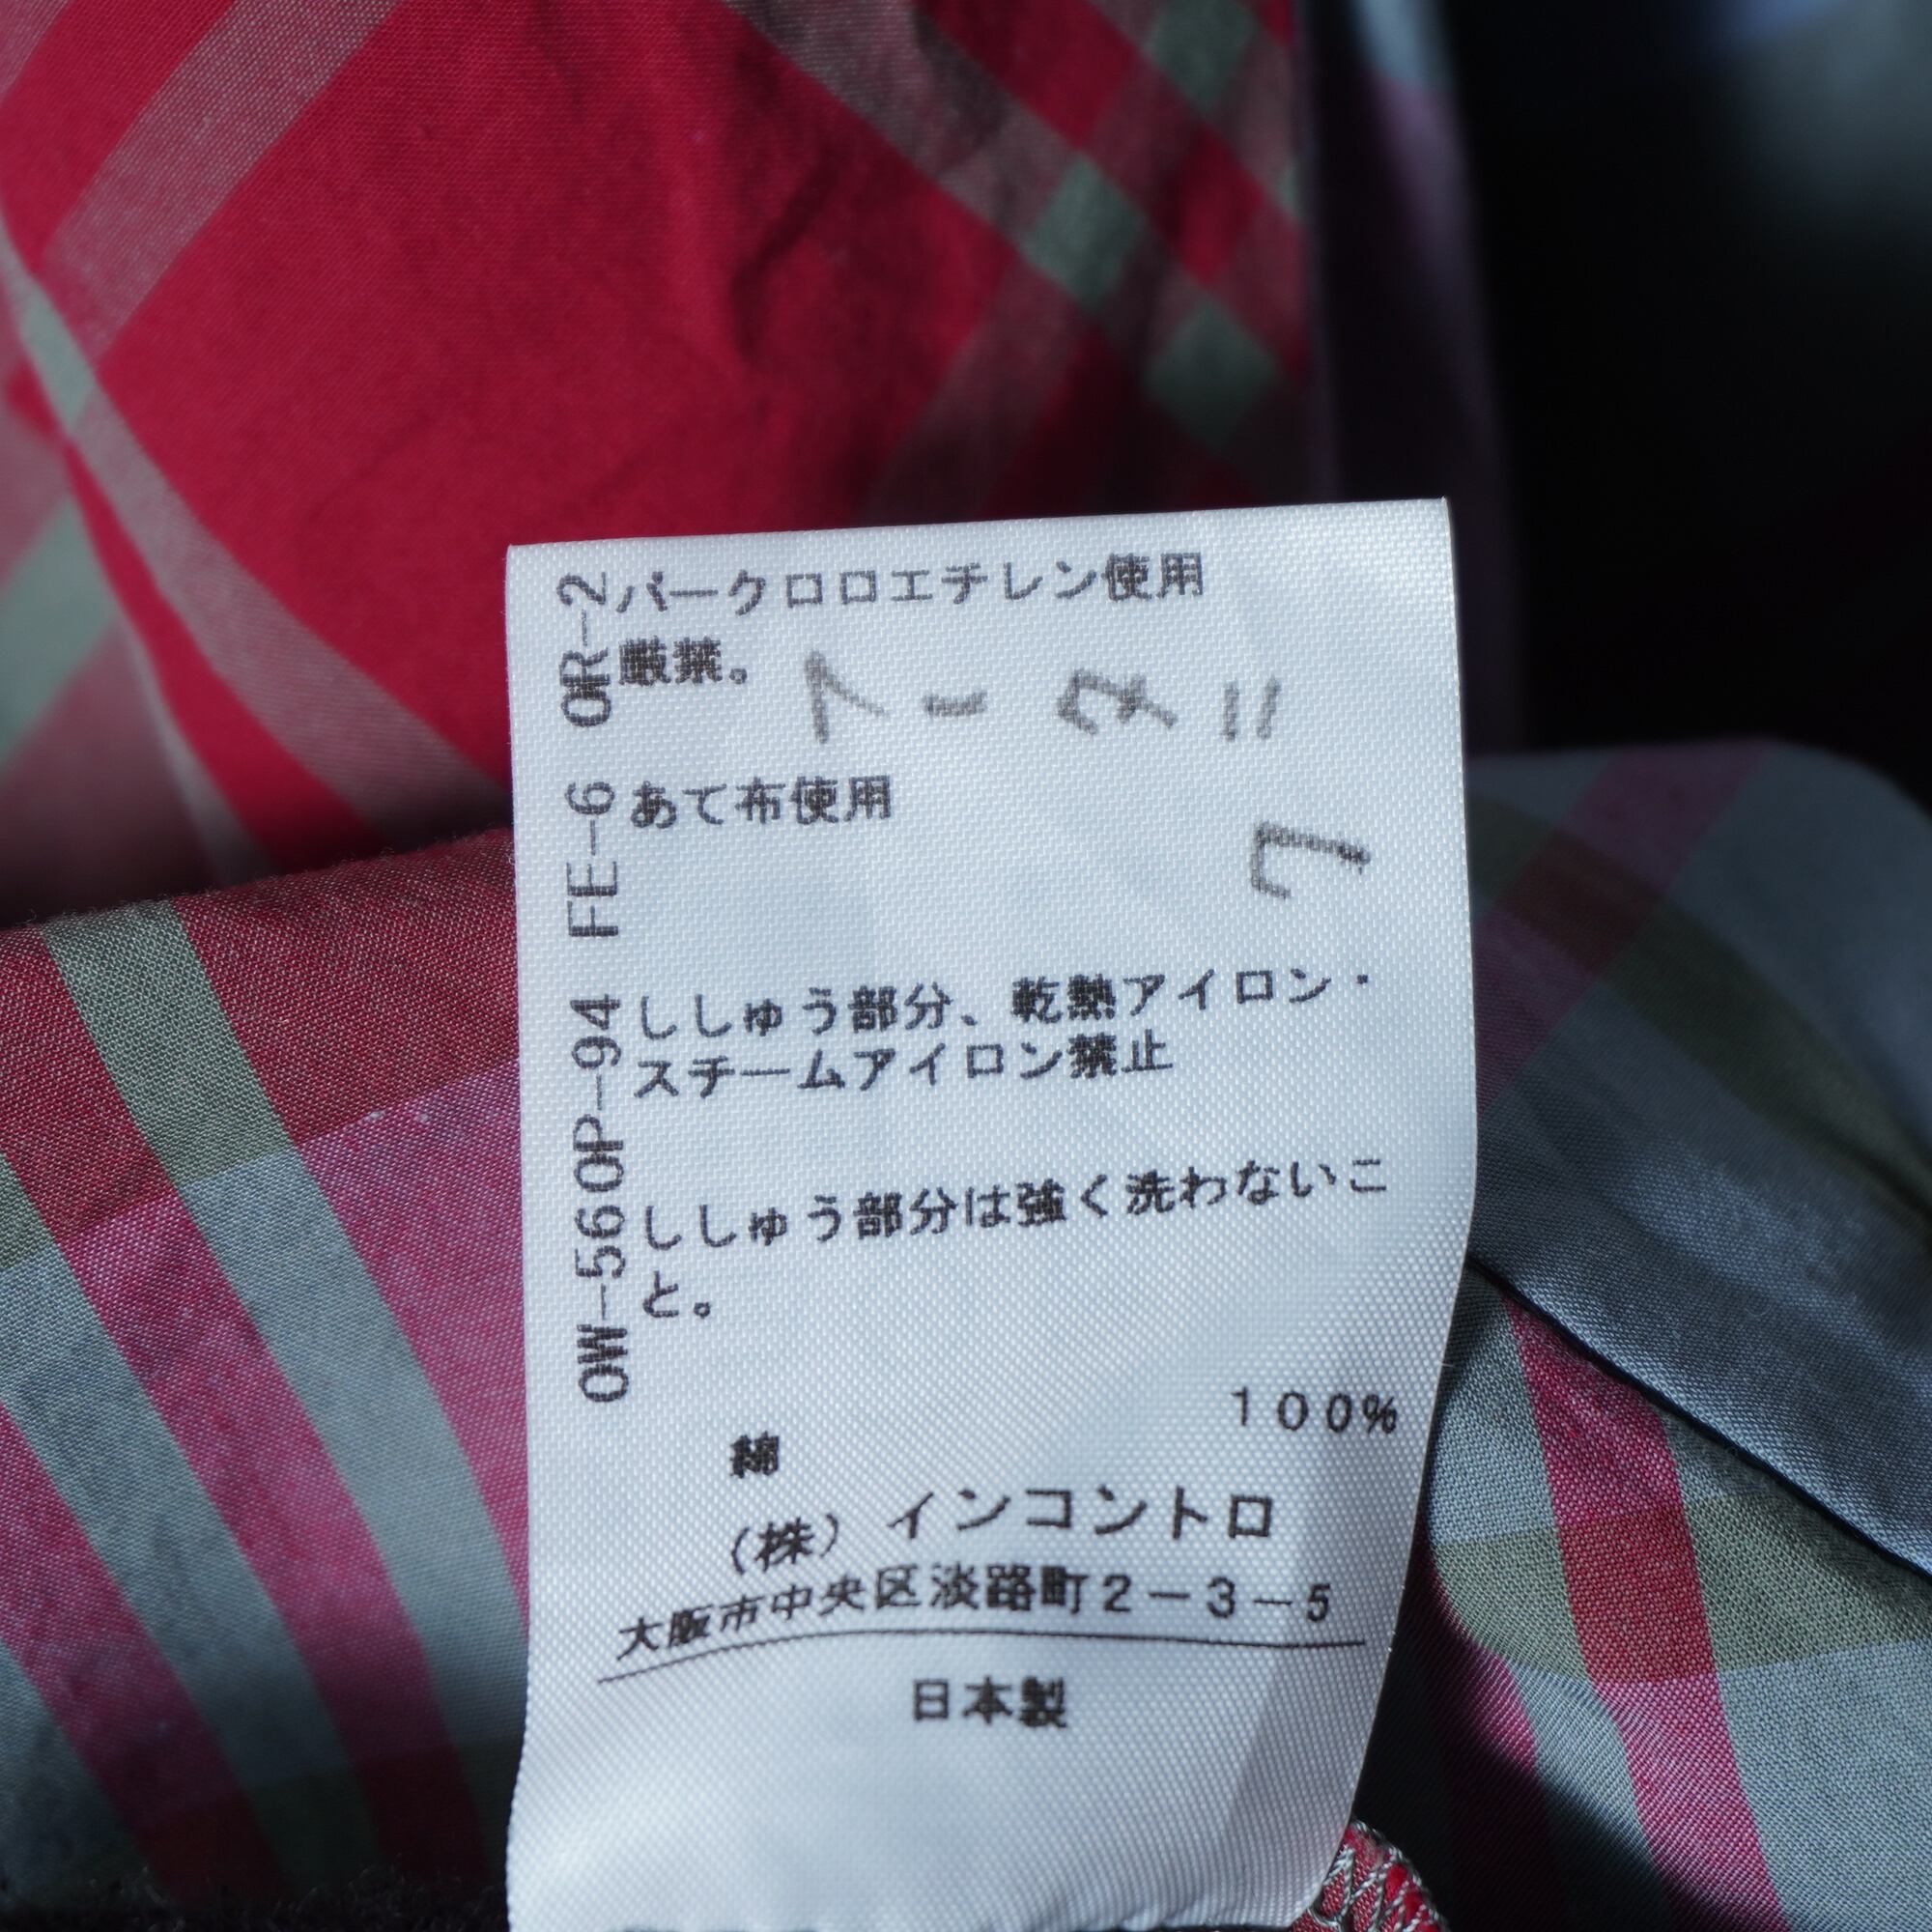 パークロロエチレン使用
厳禁。
あて布使用
ししゅう部分、乾熱アイロン・
スチームアイロン禁止
ししゅう部分は強く洗わないこ
と。
100%
綿
(株) インコントロ
大阪市中央区淡路町2-3-5
日本製
OW-560P-94 FE-6 OR-2